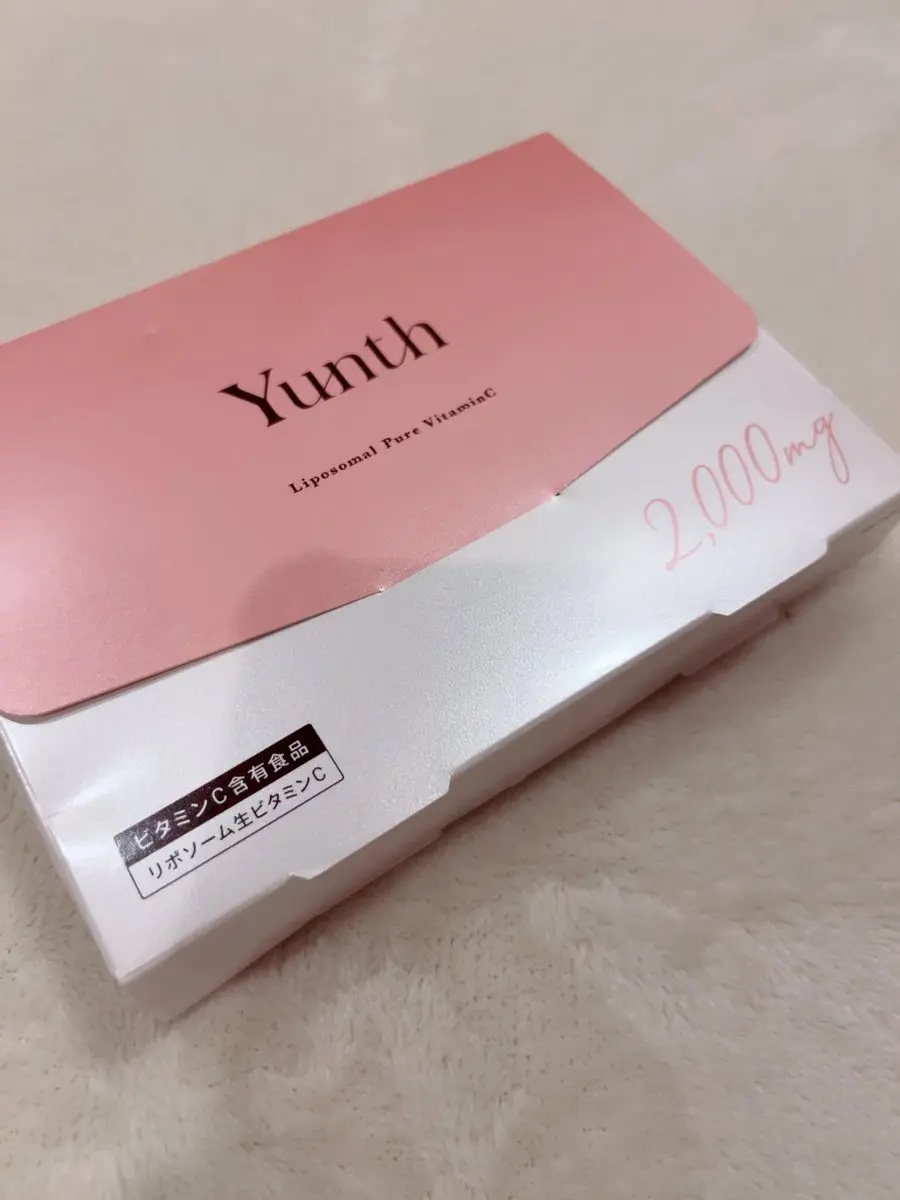 Yunth
Liposomal Pure VitaminC
2,000mg
ビタミンC含有食品
リポソーム生ビタミンC